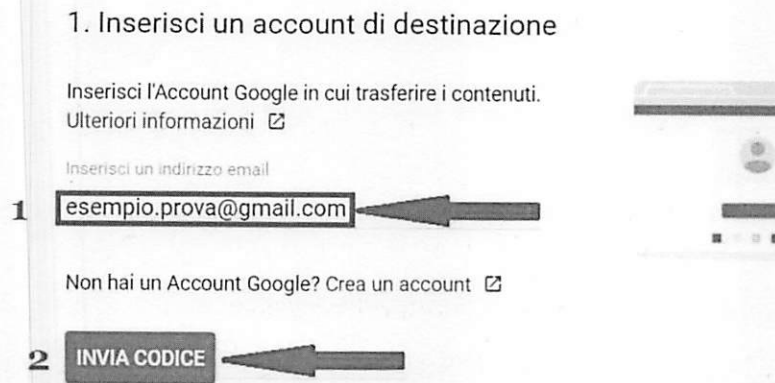 1. Inserisci un account di destinazione
Inserisci l'Account Google in cui trasferire i contenuti.
Ulteriori informazioni
Inserisci un indirizzo email
1 esempio.prova@gmail.com
Non hai un Account Google? Crea un account
2 INVIA CODICE